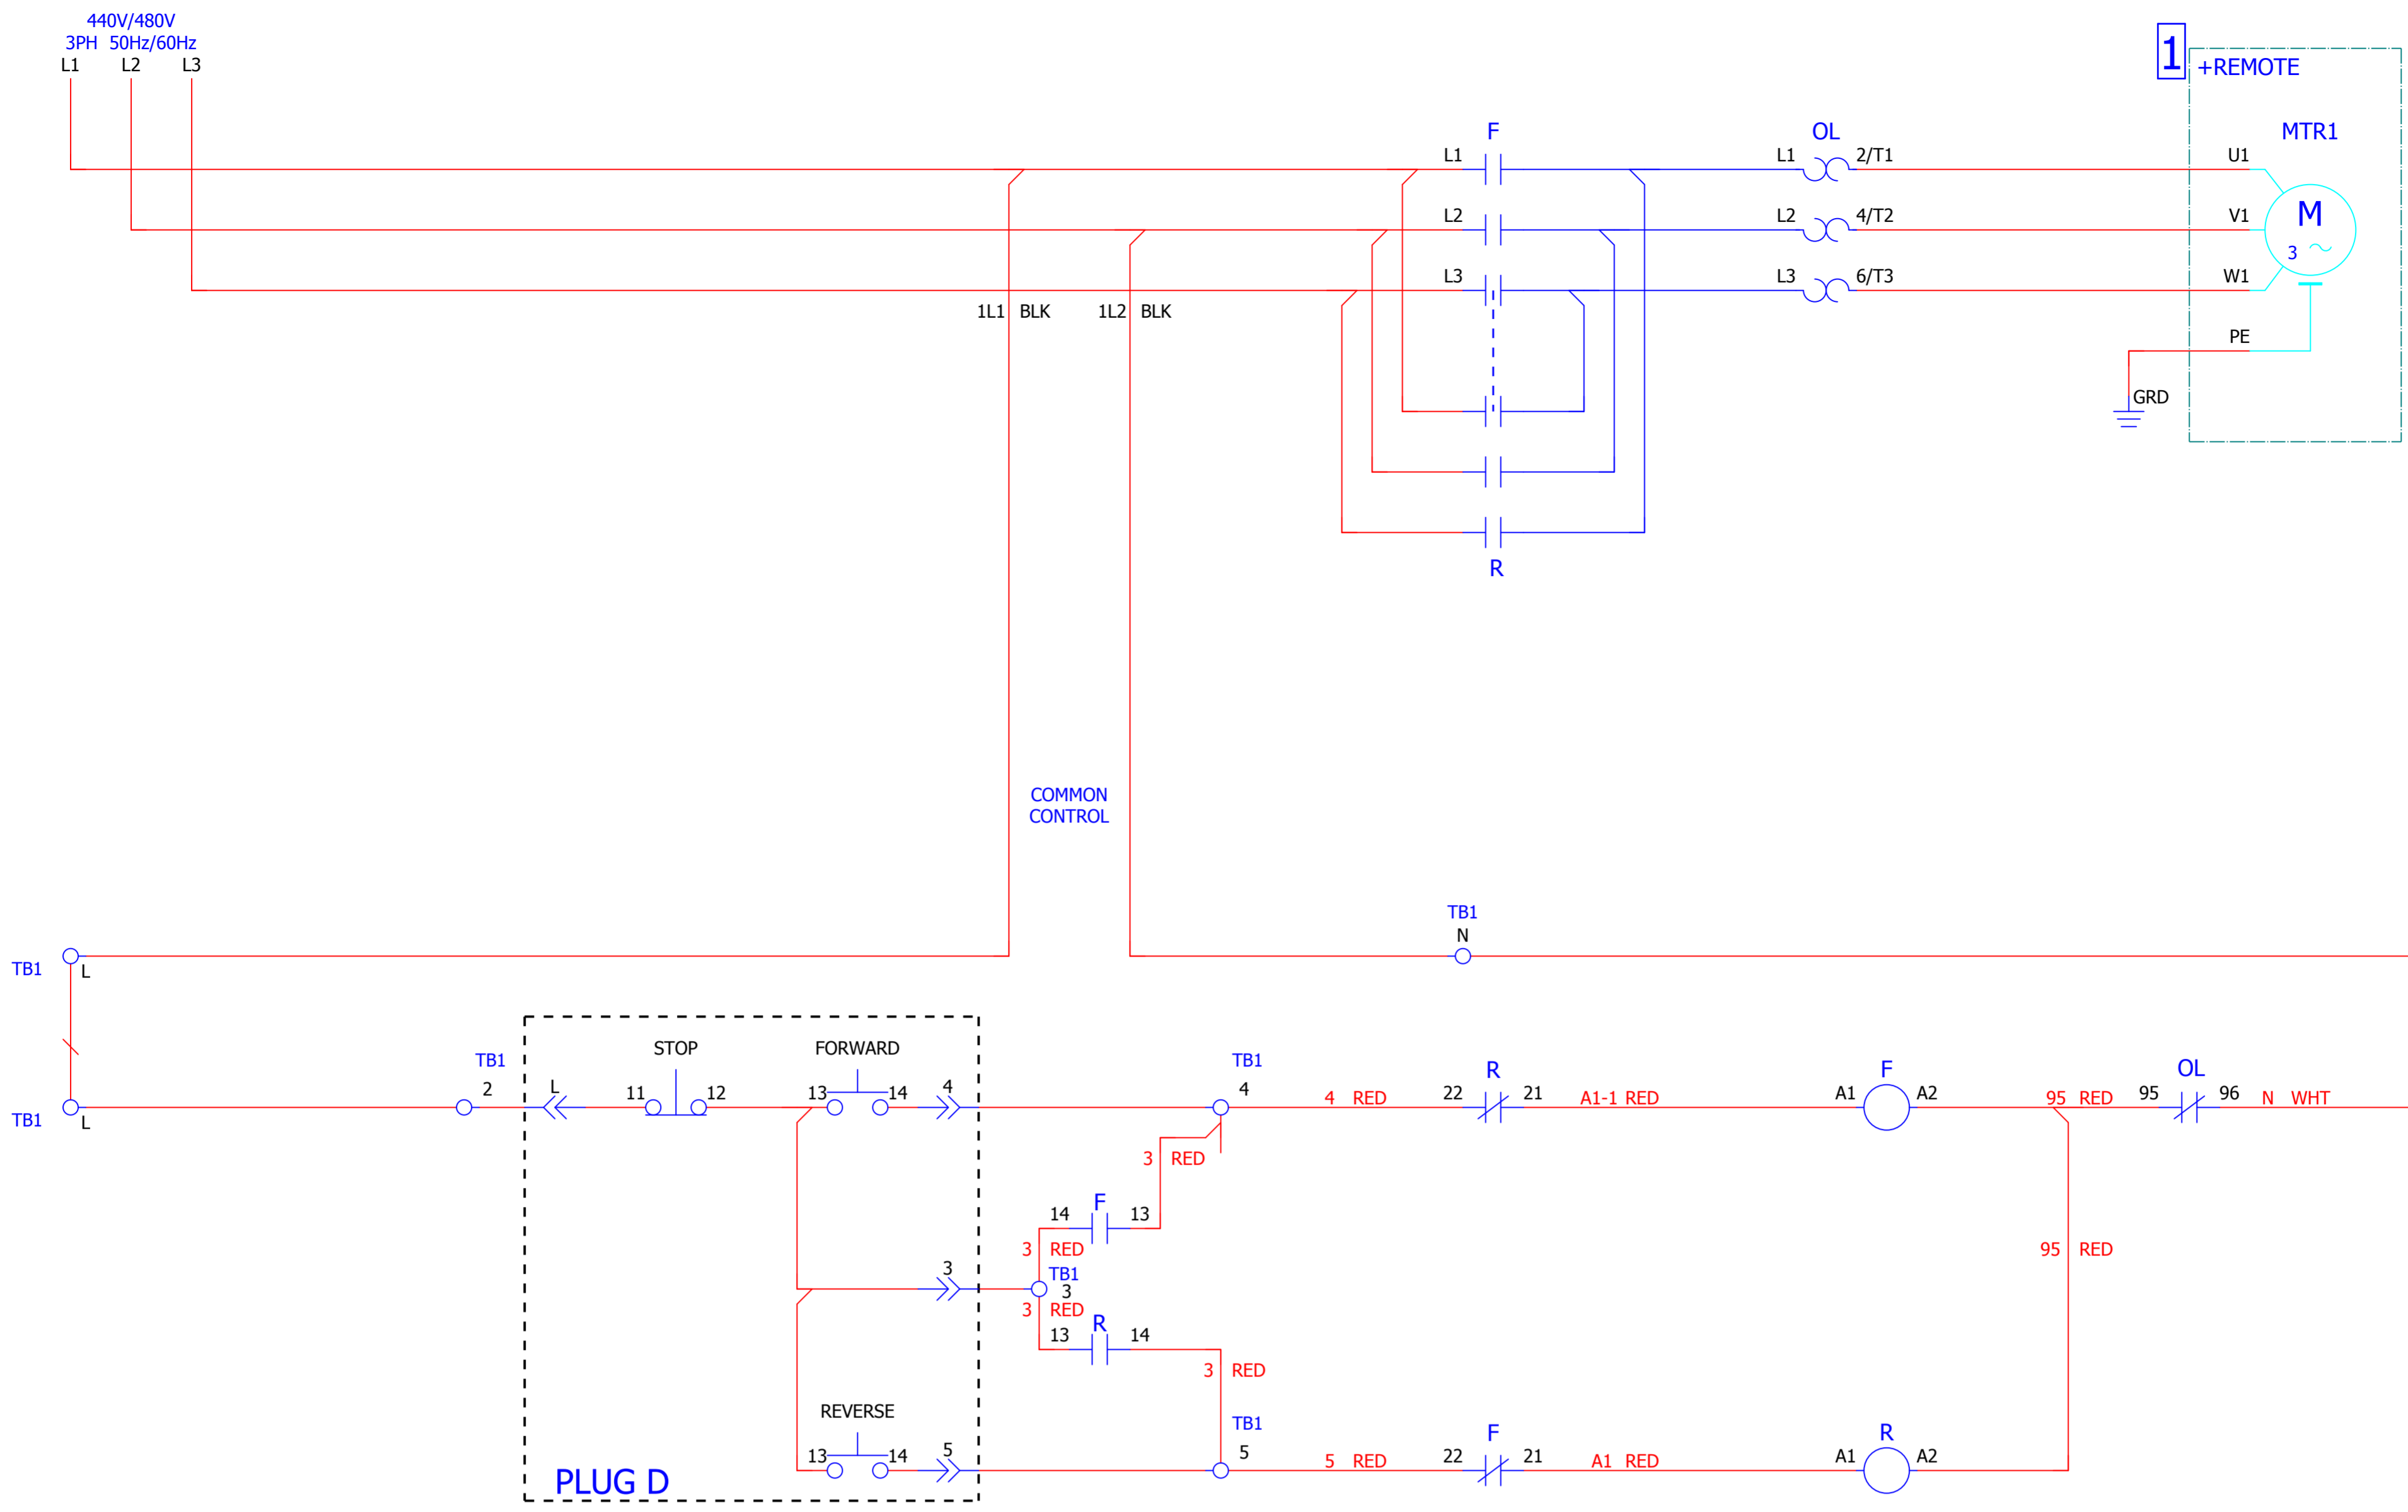 440V/480V
3PH 50Hz/60Hz
L1 L2 L3
1
+REMOTE
F OL MTR1
L1 L1 2/T1 U1
L2 L2 4/T2 V1
M
3
L3 L3 6/T3 W1
1L1 BLK 1L2 BLK
PE
GRD
R
COMMON
CONTROL
TB1
N
TB1 L
STOP FORWARD
TB1 TB1 R F OL
2 L 11 12 13 14 4 4 22 21 A1 A2 95 96
4 RED A1-1 RED 95 RED N WHT
TB1 L
3 RED
F
14 13
3 RED 95 RED
3 TB1
3
3 RED
R
13 14
3 RED
REVERSE
TB1 F R
13 14 5 5 22 21 A1 A2
5 RED A1 RED
PLUG D